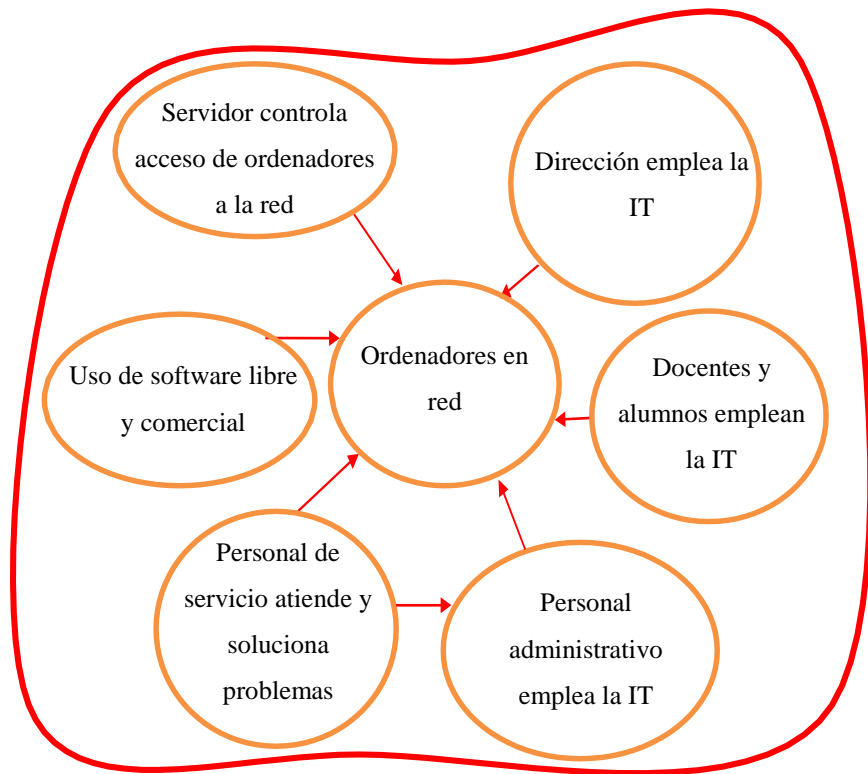 Servidor controla
acceso de ordenadores
a la red
Dirección emplea la
IT
Ordenadores en
red
Uso de software libre
y comercial
Docentes y
alumnos emplean
la IT
Personal de
servicio atiende y
soluciona
problemas
Personal
administrativo
emplea la IT